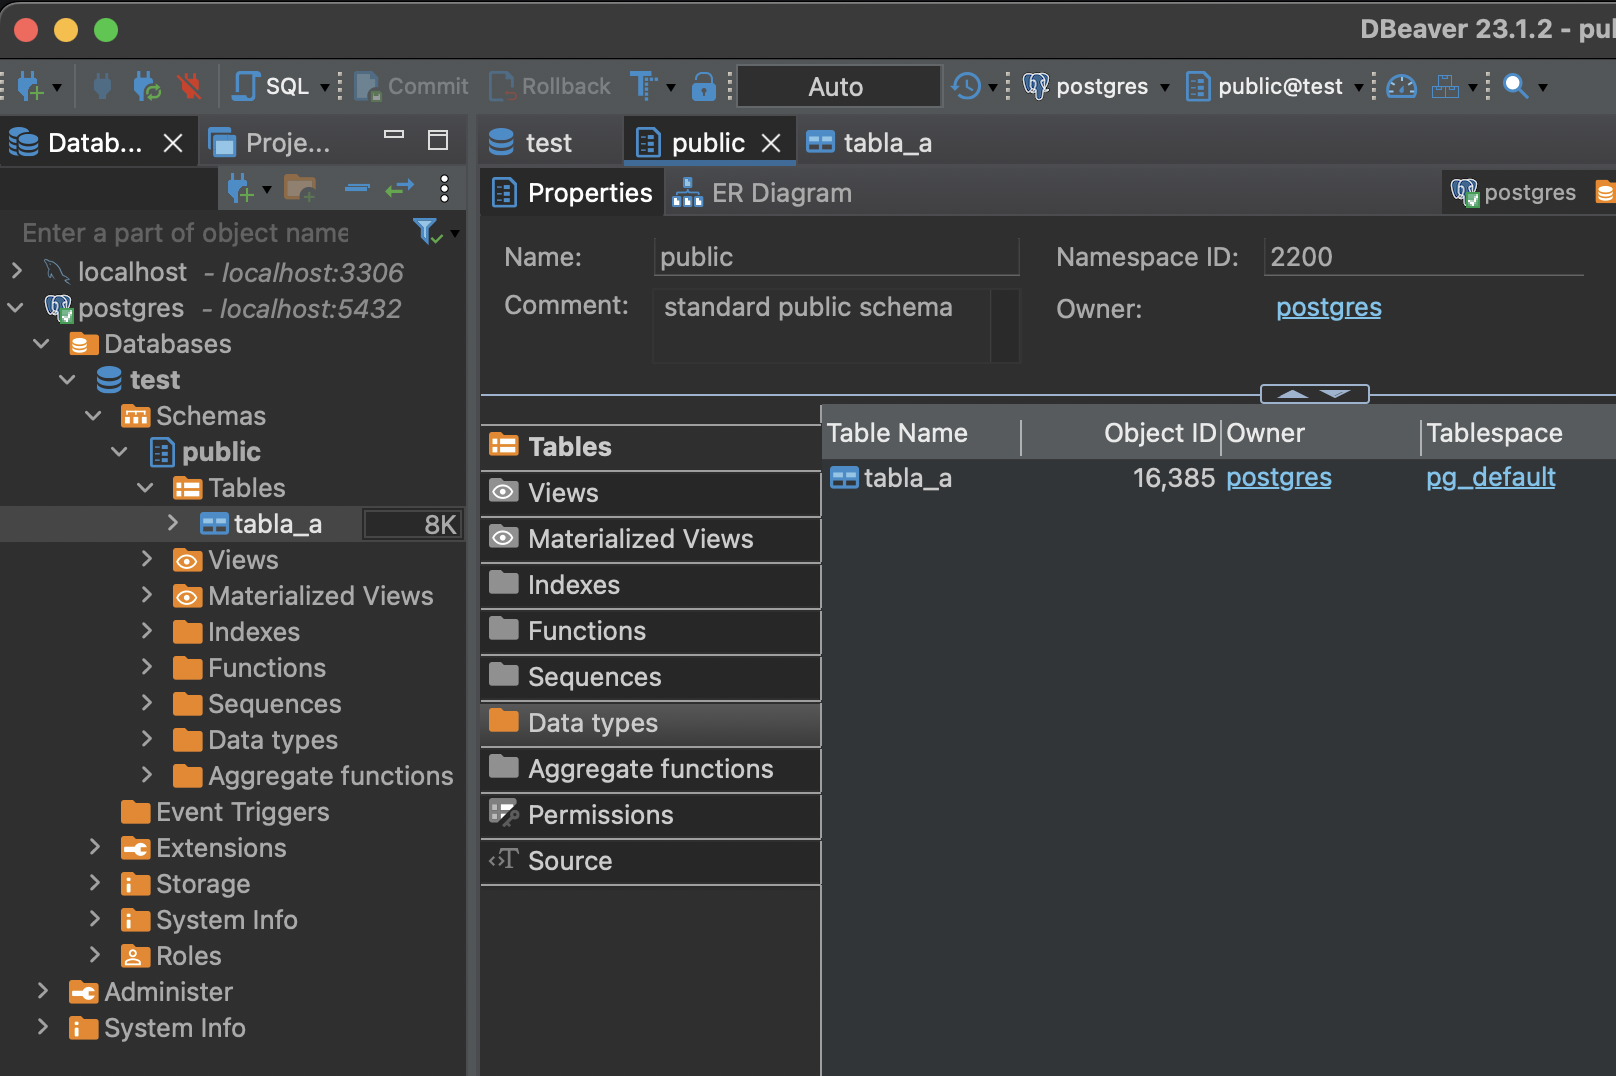 DBeaver 23.1.2 - pul
SQL
Commit
Rollback
Auto
postgres
public@test
Datab...
Proje...
test
public
tabla_a
Properties
ER Diagram
postgres
Enter a part of object name
localhost - localhost:3306
postgres - localhost:5432
Databases
test
Schemas
public
Tables
tabla_a 8K
Views
Materialized Views
Indexes
Functions
Sequences
Data types
Aggregate functions
Event Triggers
Extensions
Storage
System Info
Roles
Administer
System Info
Name: public
Namespace ID: 2200
Comment: standard public schema
Owner: postgres
Tables
Views
Materialized Views
Indexes
Functions
Sequences
Data types
Aggregate functions
Permissions
Source
Table Name Object ID Owner Tablespace
tabla_a 16,385 postgres pg_default